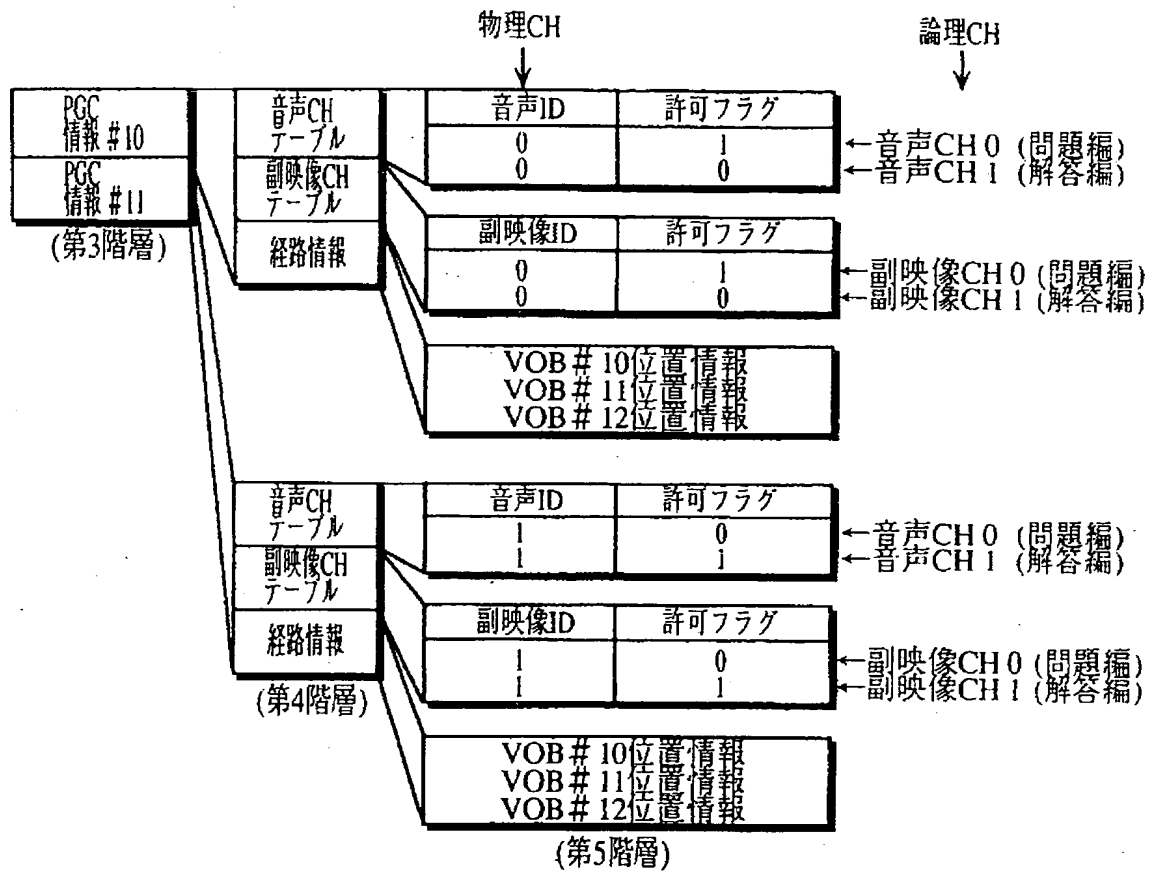 物理CH
論理CH
PGC
情報 #10
PGC
情報 #11
(第3階層)
音声CH
テーブル
副映像CH
テーブル
経路情報
音声ID 許可フラグ
0 1 ←音声CH 0 (問題編)
0 0 ←音声CH 1 (解答編)
副映像ID 許可フラグ
0 1 ←副映像CH 0 (問題編)
0 0 ←副映像CH 1 (解答編)
VOB# 10位置情報
VOB# 11位置情報
VOB# 12位置情報
音声CH
テーブル
副映像CH
テーブル
経路情報
(第4階層)
音声ID 許可フラグ
1 0 ←音声CH 0 (問題編)
1 1 ←音声CH 1 (解答編)
副映像ID 許可フラグ
1 0 ←副映像CH 0 (問題編)
1 1 ←副映像CH 1 (解答編)
VOB# 10位置情報
VOB# 11位置情報
VOB# 12位置情報
(第5階層)